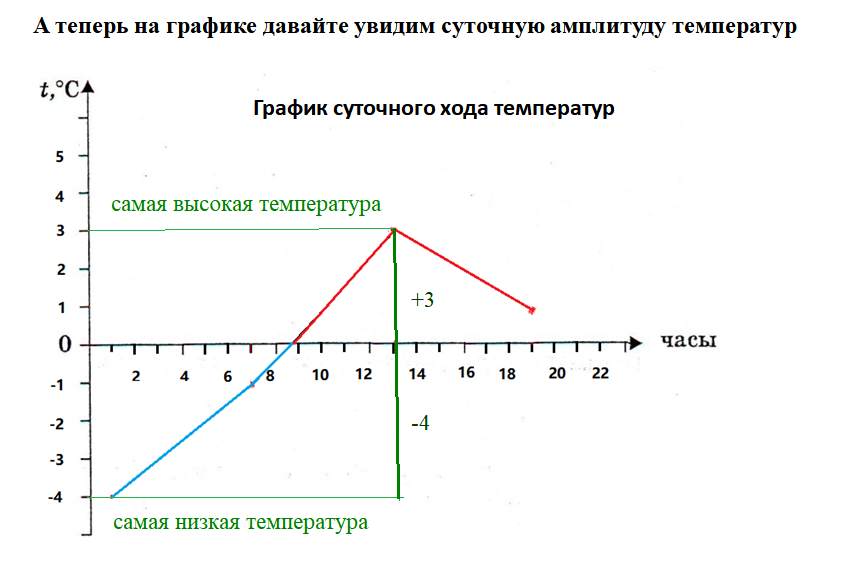 А теперь на графике давайте увидим суточную амплитуду температур
t,°C
График суточного хода температур
5
4
самая высокая температура
3
2
1
+3
0
часы
2 4 6 8 10 12 14 16 18 20 22
-1
-2
-4
-3
-4
самая низкая температура